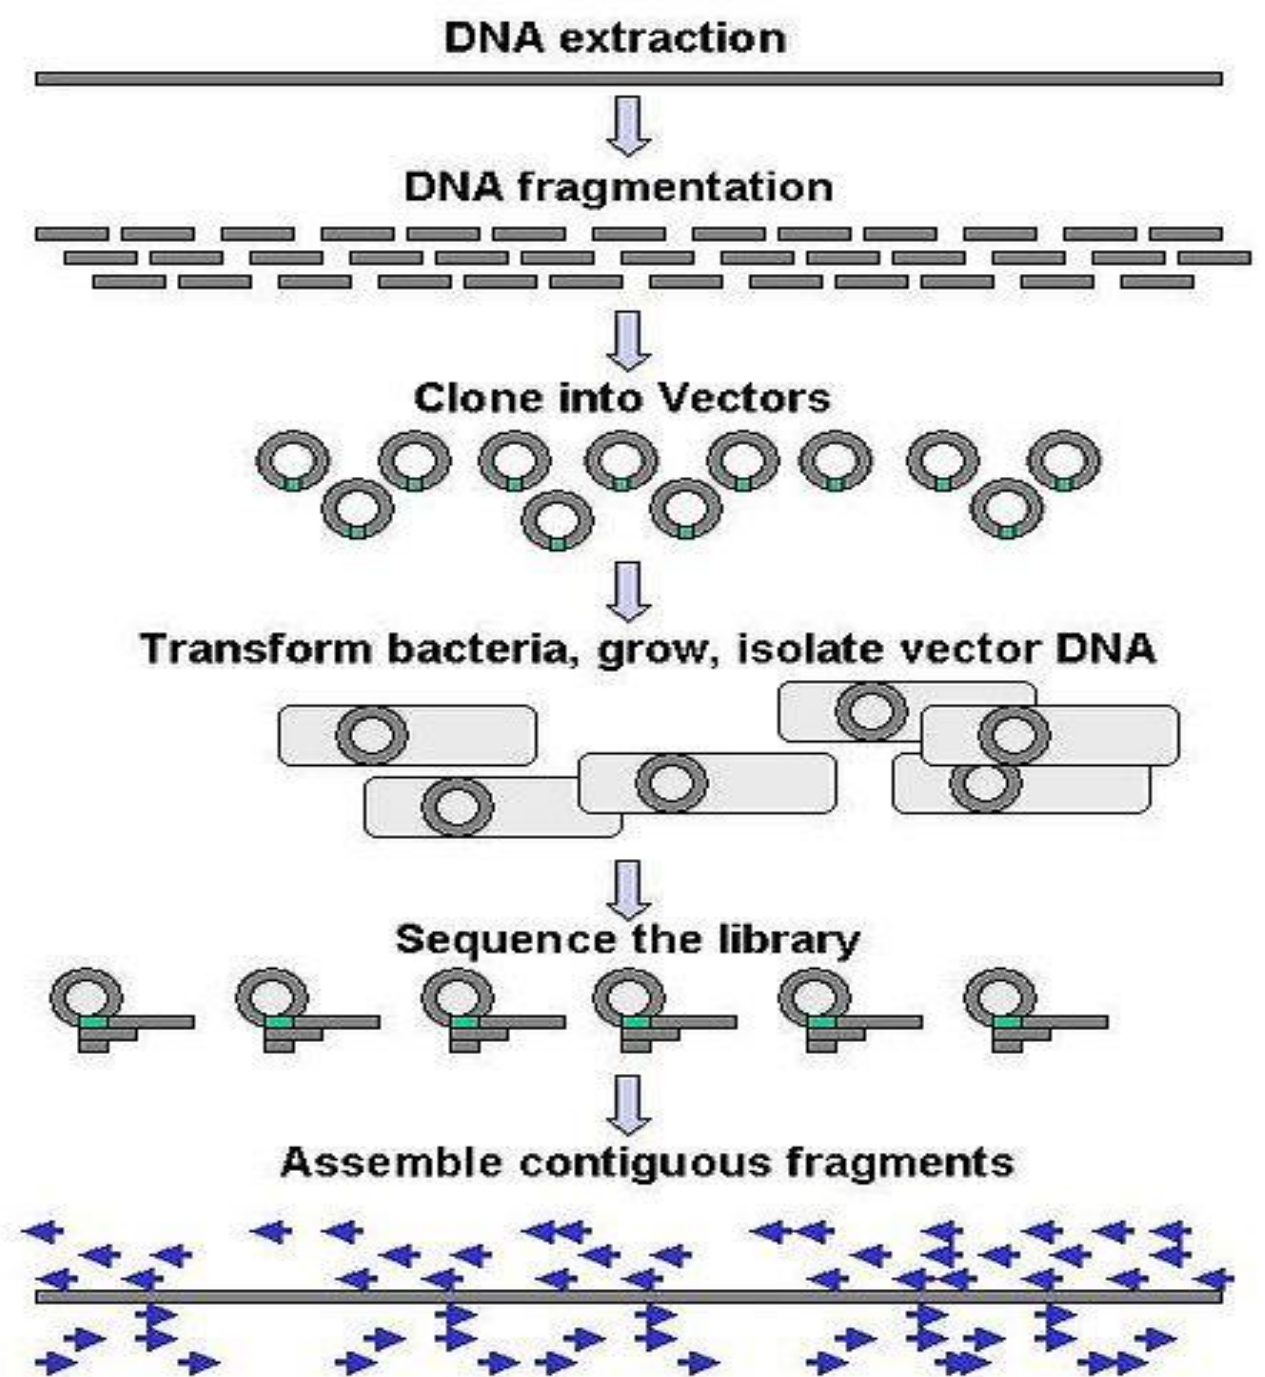 DNA extraction
DNA fragmentation
Clone into Vectors
Transform bacteria, grow, isolate vector DNA
Sequence the library
Assemble contiguous fragments